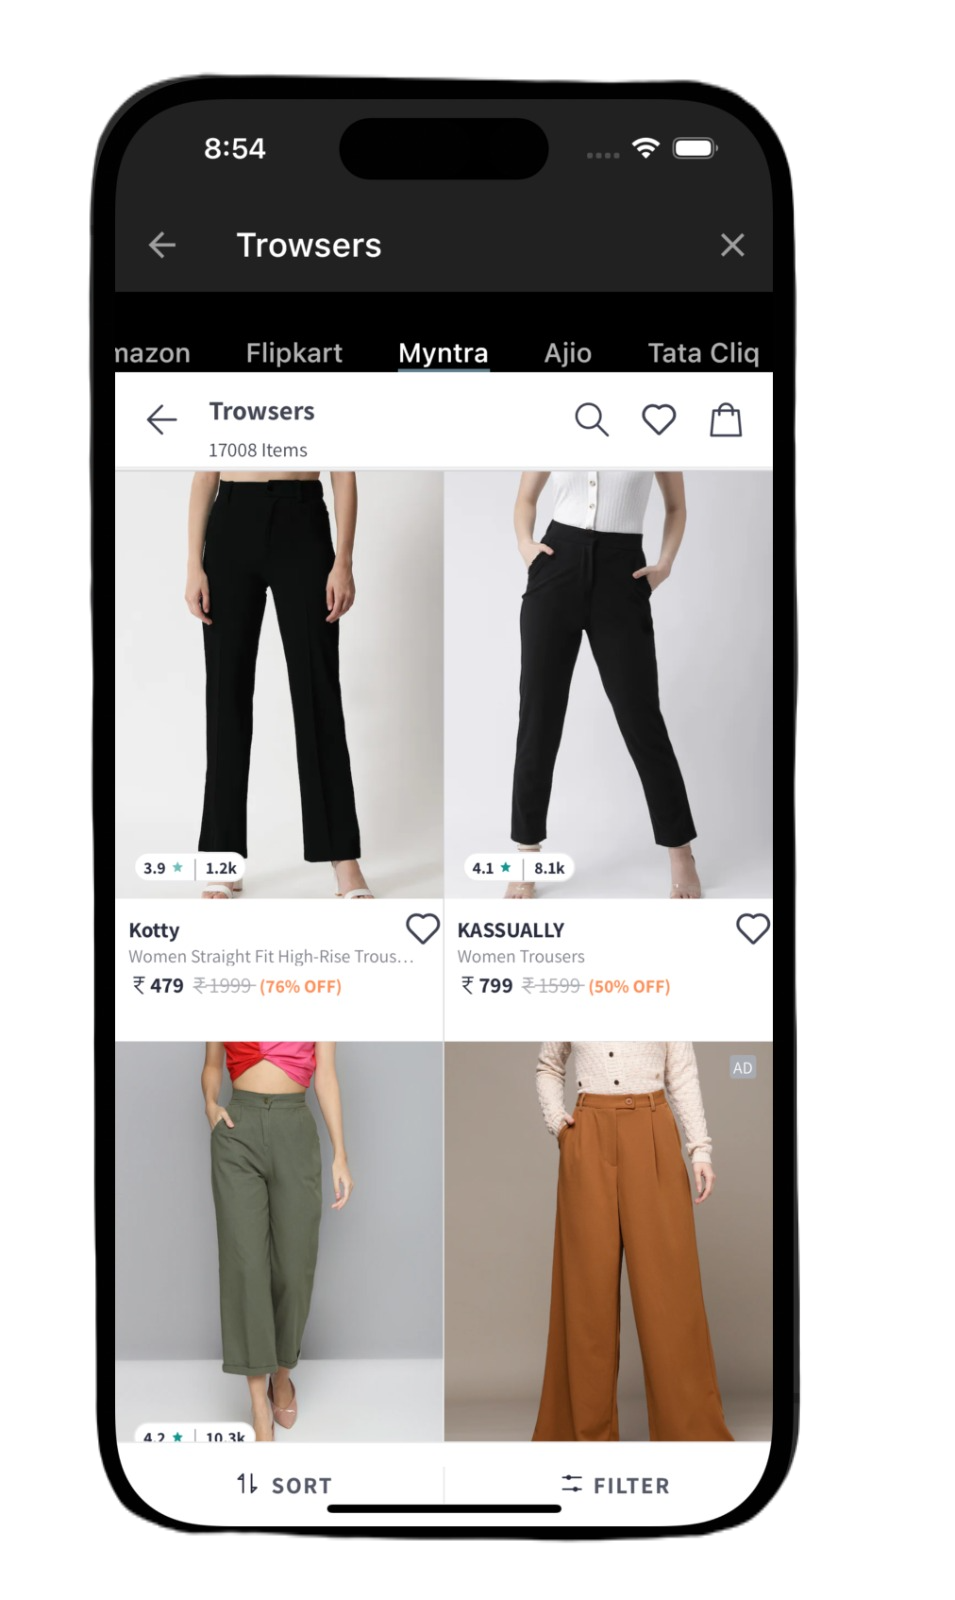 8:54
Trowsers
mazon Flipkart Myntra Ajio Tata Cliq
Trowsers
17008 Items
3.9 ★ | 1.2k
4.1 ★ | 8.1k
Kotty
Women Straight Fit High-Rise Trous...
₹ 479 ₹ 1999 (76% OFF)
KASSUALLY
Women Trousers
₹ 799 ₹ 1599 (50% OFF)
AD
4.2 ★ | 10.3k
SORT
FILTER